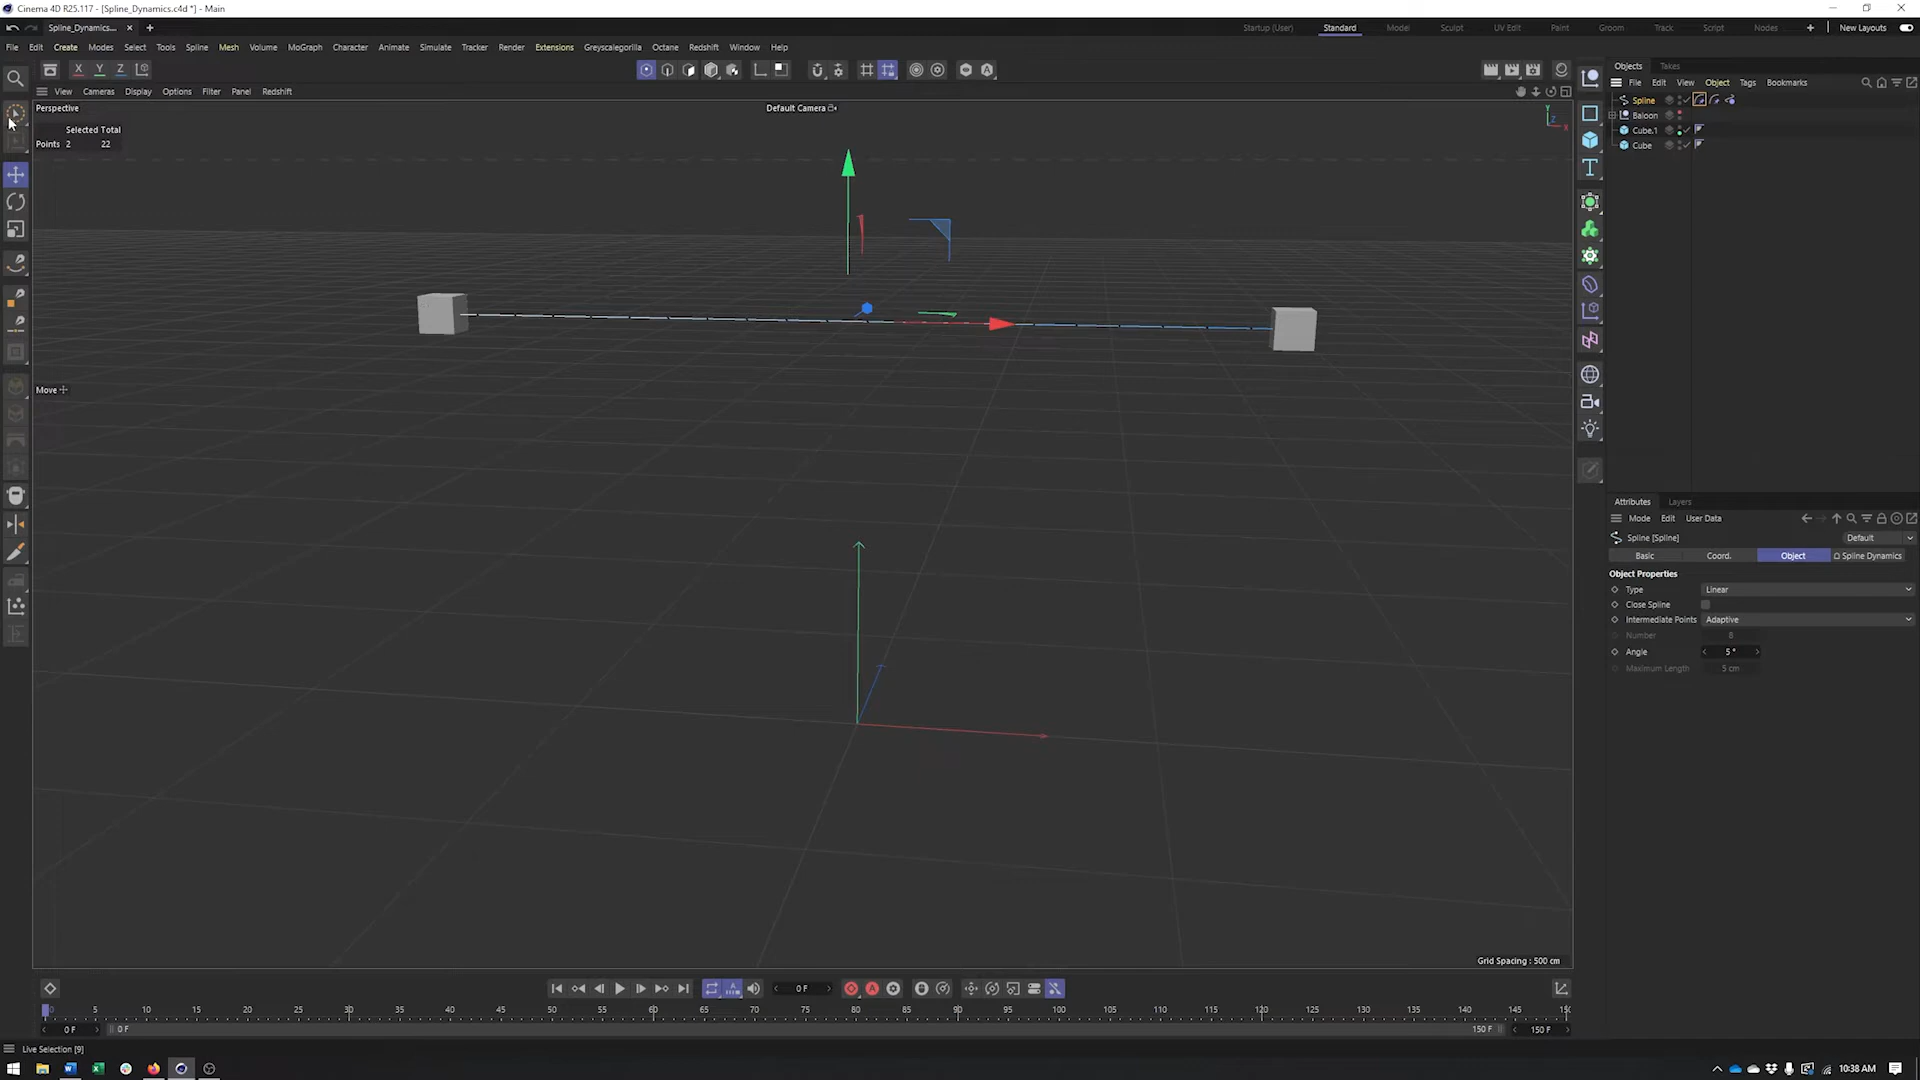 Cinema 4D R25.117 - [Spline_Dynamics.c4d *] - Main
Spline_Dynamics....
Startup (User) Standard Model Sculpt UV Edit Paint Groom Track Script Nodes New Layouts
File Edit Create Modes Select Tools Spline Mesh Volume MoGraph Character Animate Simulate Tracker Render Extensions Greyscalegorilla Octane Redshift Window Help
X Y Z
View Cameras Display Options Filter Panel Redshift
Perspective
Default Camera
Selected Total
Points 2 22
Y
Z
X
Move
Grid Spacing : 500 cm
Objects Takes
File Edit View Object Tags Bookmarks
Spline
Baloon
Cube.1
Cube
Attributes Layers
Mode Edit User Data
Spline [Spline] Default
Basic Coord. Object Spline Dynamics
Object Properties
Type Linear
Close Spline
Intermediate Points Adaptive
Number 8
Angle 5 °
Maximum Length 5 cm
0 F
0 5 10 15 20 25 30 35 40 45 50 55 60 65 70 75 80 85 90 95 100 105 110 115 120 125 130 135 140 145 15
0 F 0 F 150 F 150 F
Live Selection [9]
10:38 AM